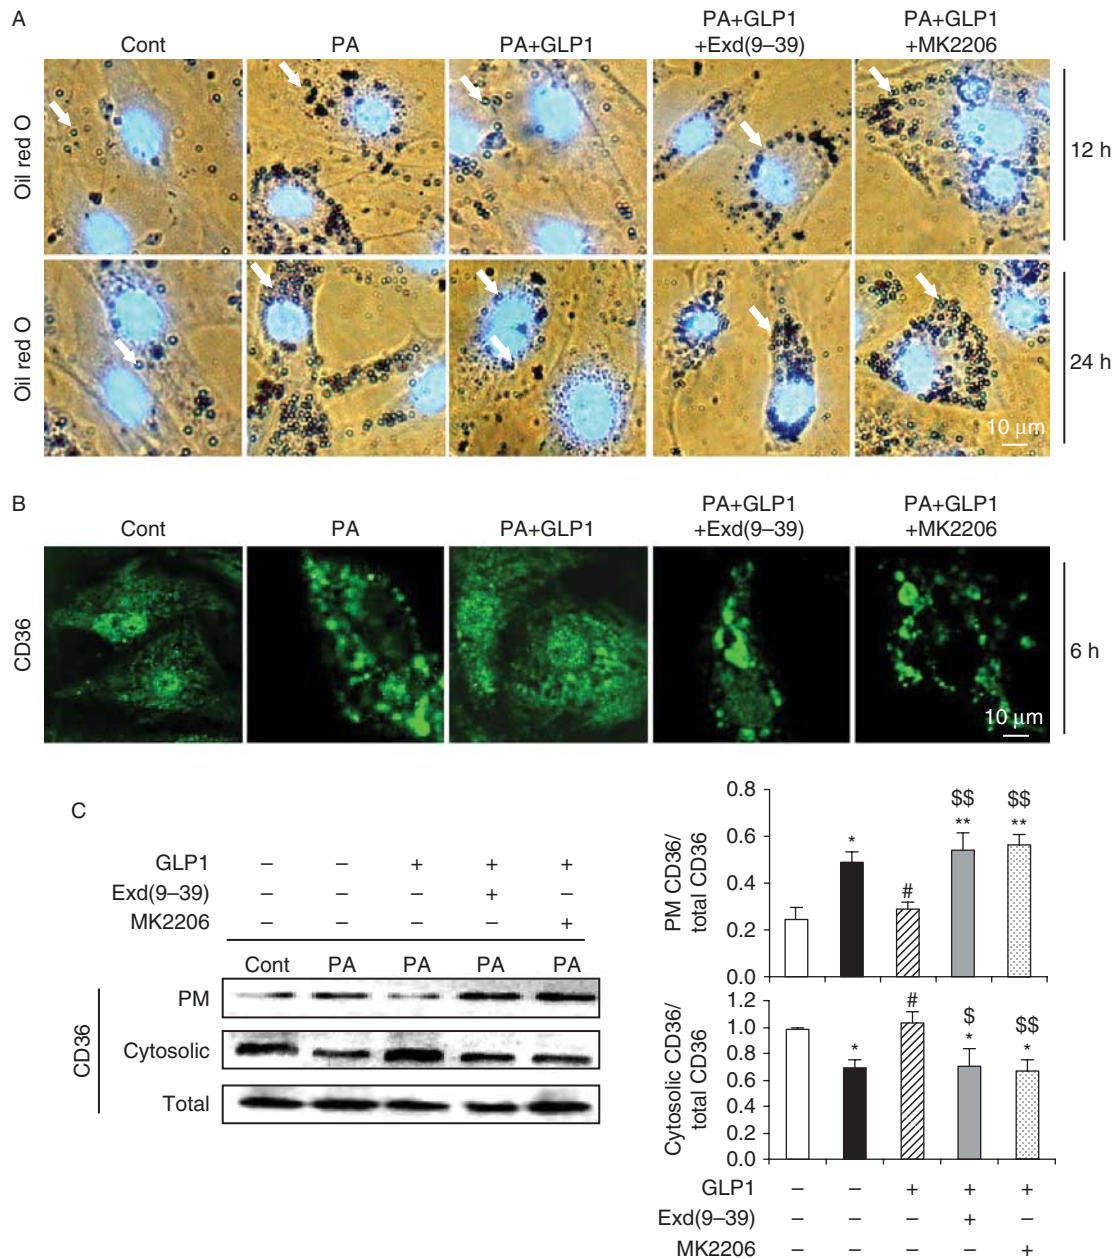 A
Cont PA PA+GLP1 PA+GLP1 +Exd(9–39) PA+GLP1 +MK2206
Oil red O 12 h
Oil red O 24 h
10 µm
B
Cont PA PA+GLP1 PA+GLP1 +Exd(9–39) PA+GLP1 +MK2206
CD36 6 h
10 µm
C
GLP1 – – + + +
Exd(9–39) – – – + –
MK2206 – – – – +
Cont PA PA PA PA
CD36
PM
Cytosolic
Total
PM CD36/
total CD36
0.8
0.6
0.4
0.2
0.0
* # $$ ** $$ **
Cytosolic CD36/
total CD36
1.2
1.0
0.8
0.6
0.4
0.2
0.0
* # $ * $$ *
GLP1 – – + + +
Exd(9–39) – – – + –
MK2206 – – – – +